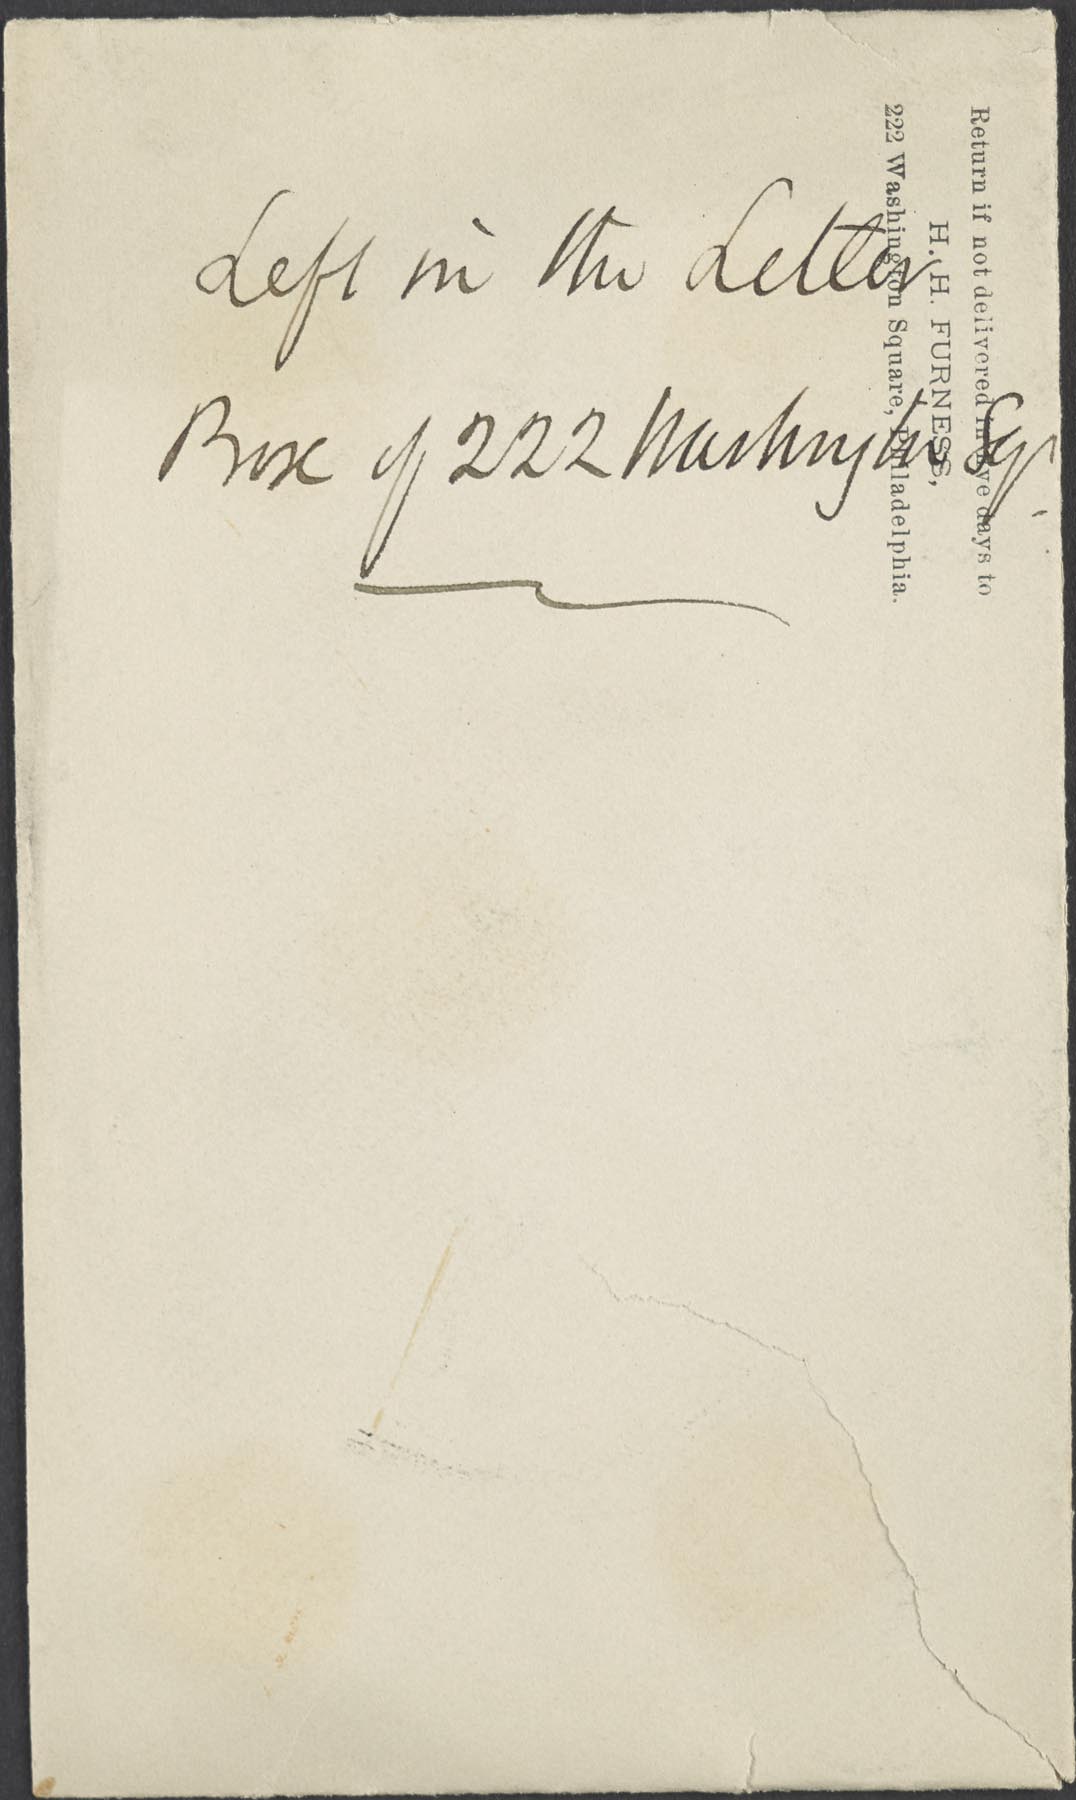 Return if not delivered in five days to
H. H. FURNESS,
222 Washington Square, Philadelphia.
Left in the Letter
Box of 222 Washington Sq.